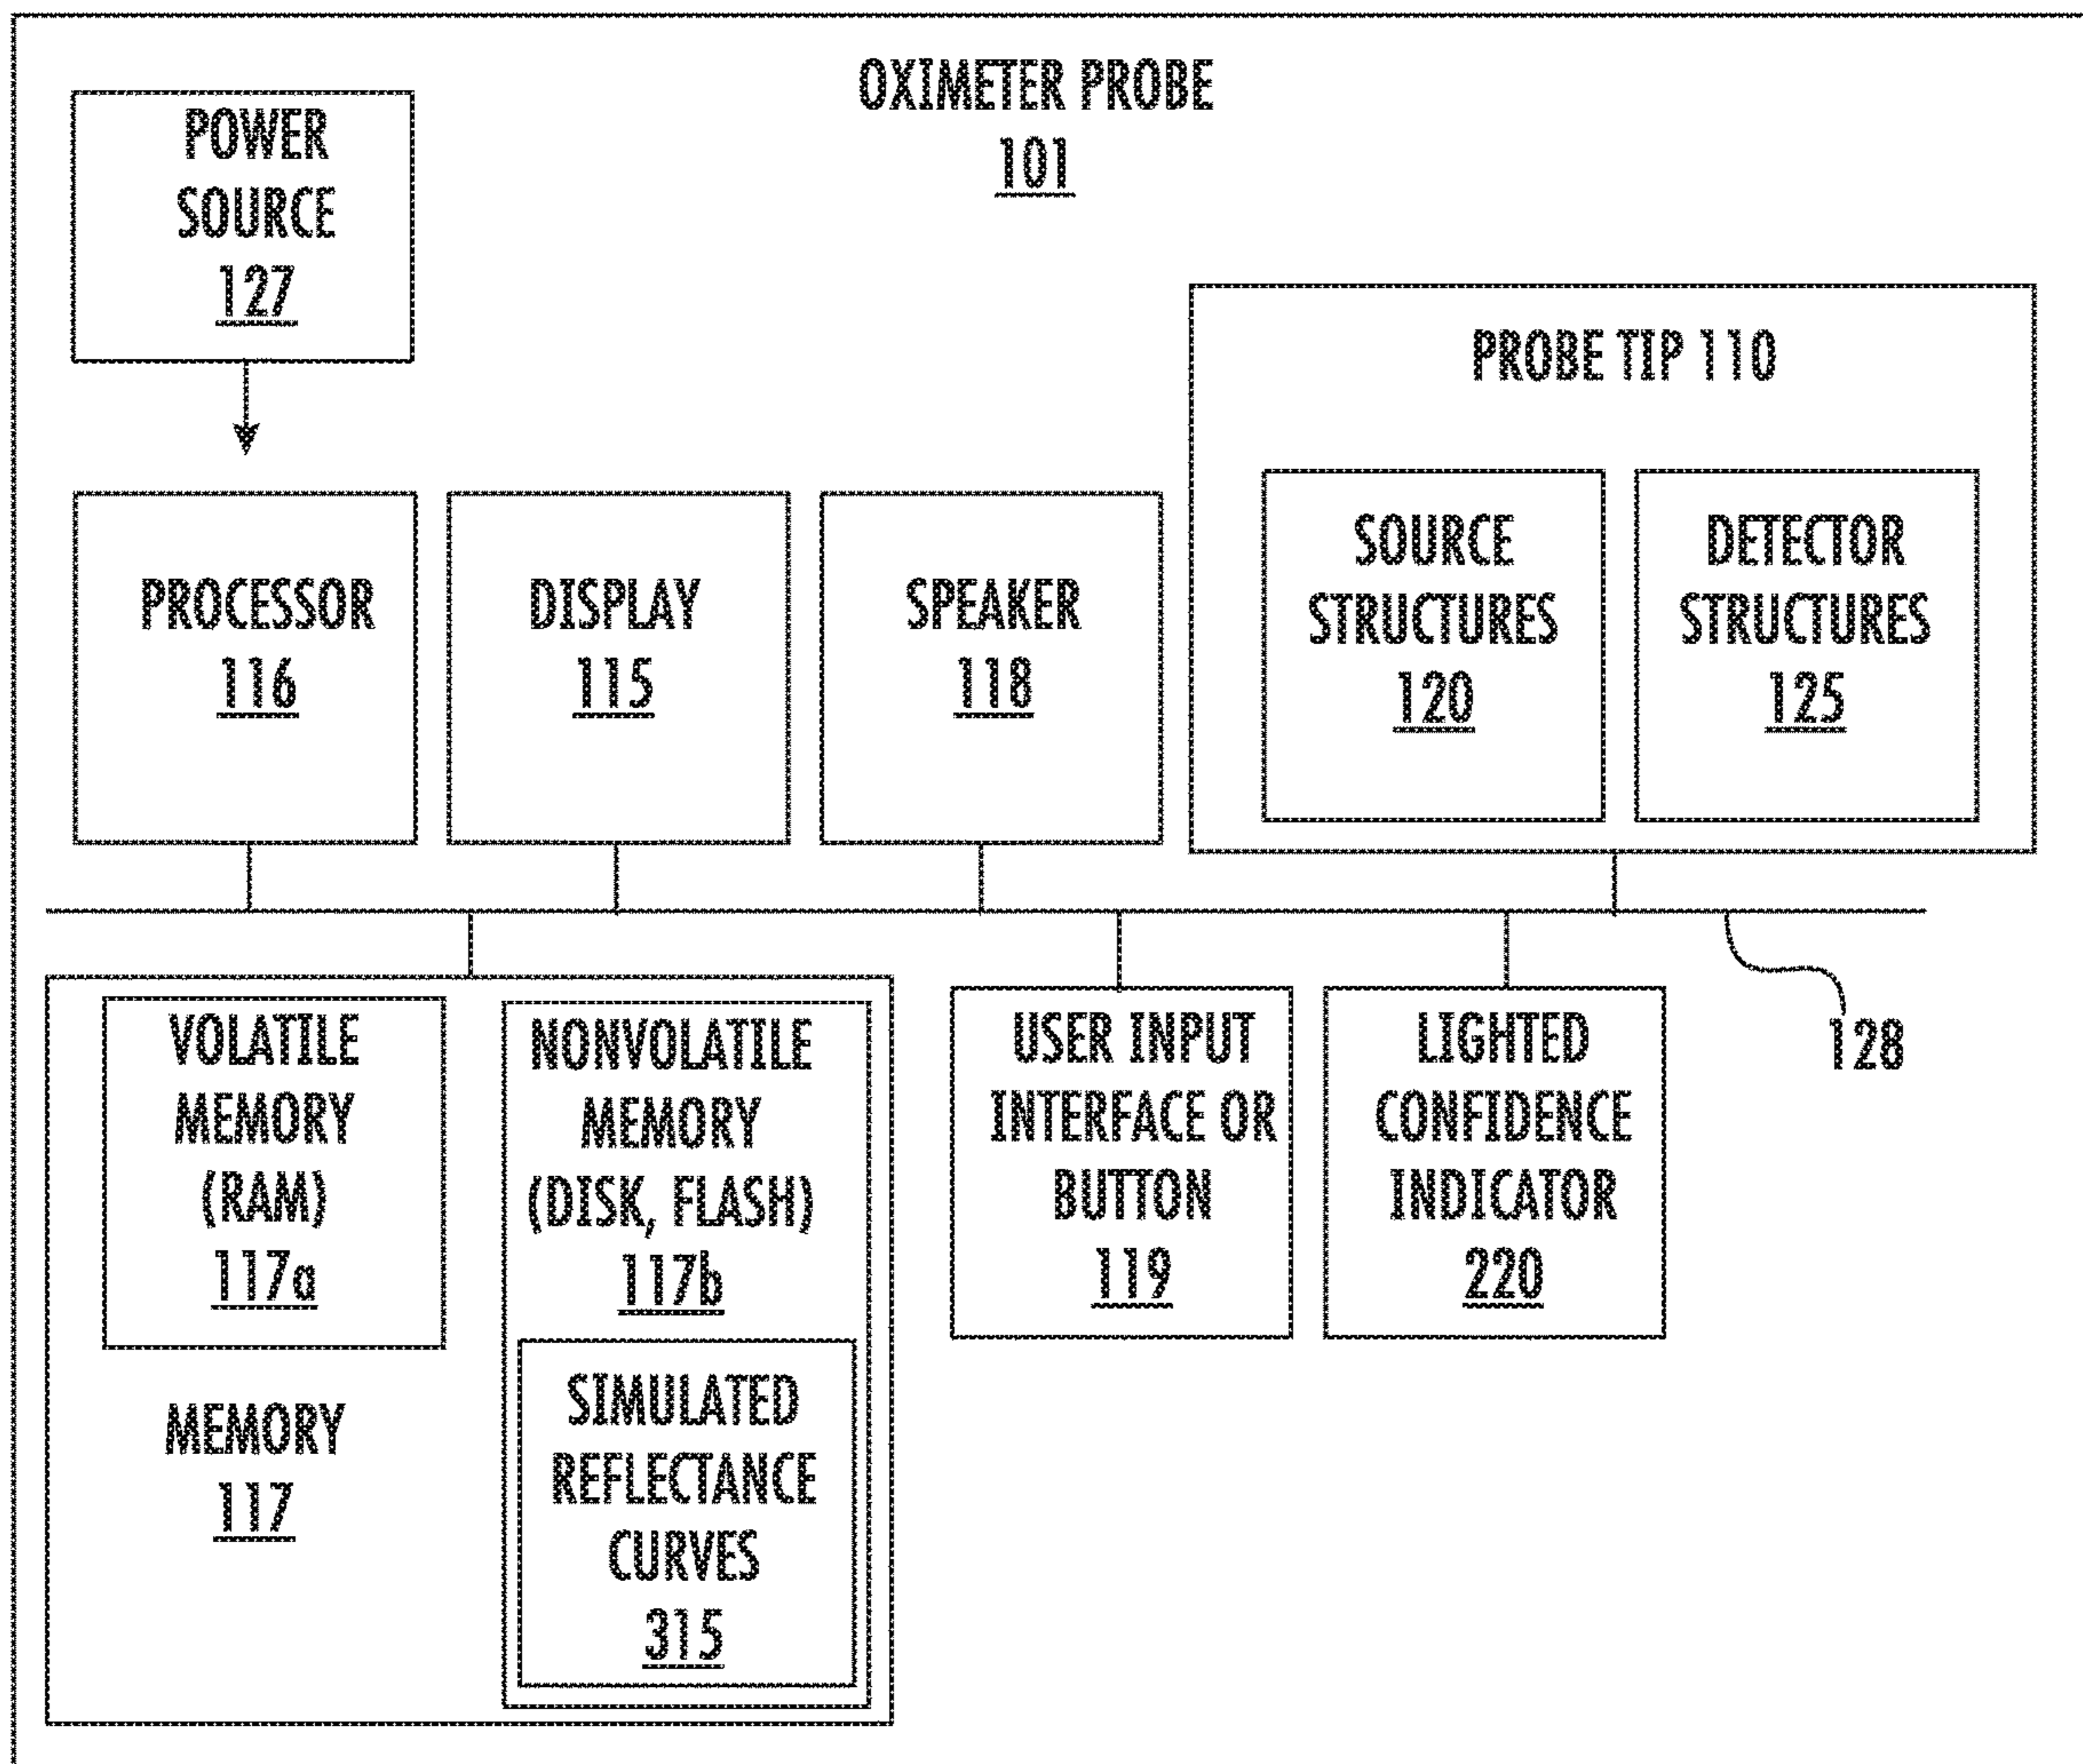 OXIMETER PROBE
101
POWER
SOURCE
127
PROBE TIP 110
PROCESSOR
116
DISPLAY
115
SPEAKER
118
SOURCE
STRUCTURES
120
DETECTOR
STRUCTURES
125
VOLATILE
MEMORY
(RAM)
117a
MEMORY
117
NONVOLATILE
MEMORY
(DISK, FLASH)
117b
SIMULATED
REFLECTANCE
CURVES
315
USER INPUT
INTERFACE OR
BUTTON
119
LIGHTED
CONFIDENCE
INDICATOR
220
128